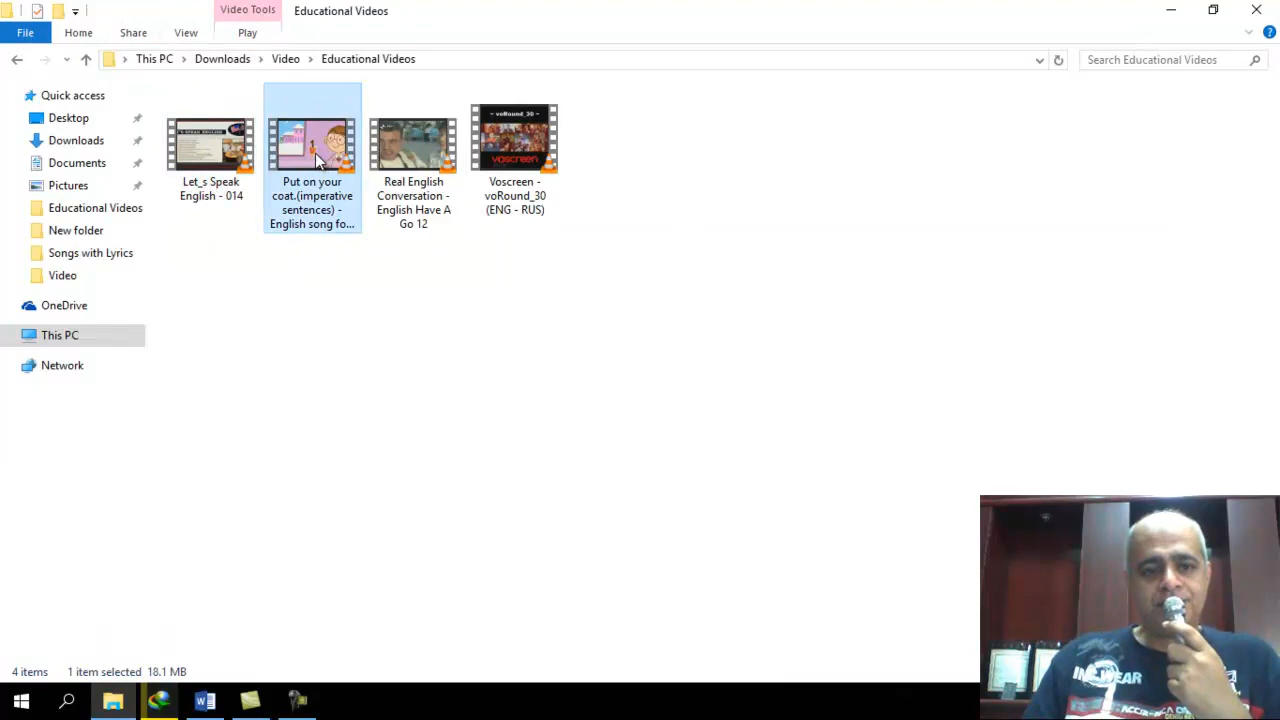 Video Tools
Educational Videos
File
Home
Share
View
Play
This PC
Downloads
Video
Educational Videos
Search Educational Videos
Quick access
Desktop
Downloads
Documents
Pictures
Educational Videos
New folder
Songs with Lyrics
Video
OneDrive
This PC
Network
Let_s Speak
English - 014
Put on your
coat.(imperative
sentences) -
English song fo...
Real English
Conversation -
English Have A
Go 12
~ voRound_30 ~
voscreen
Voscreen -
voRound_30
(ENG - RUS)
4 items
1 item selected
18.1 MB